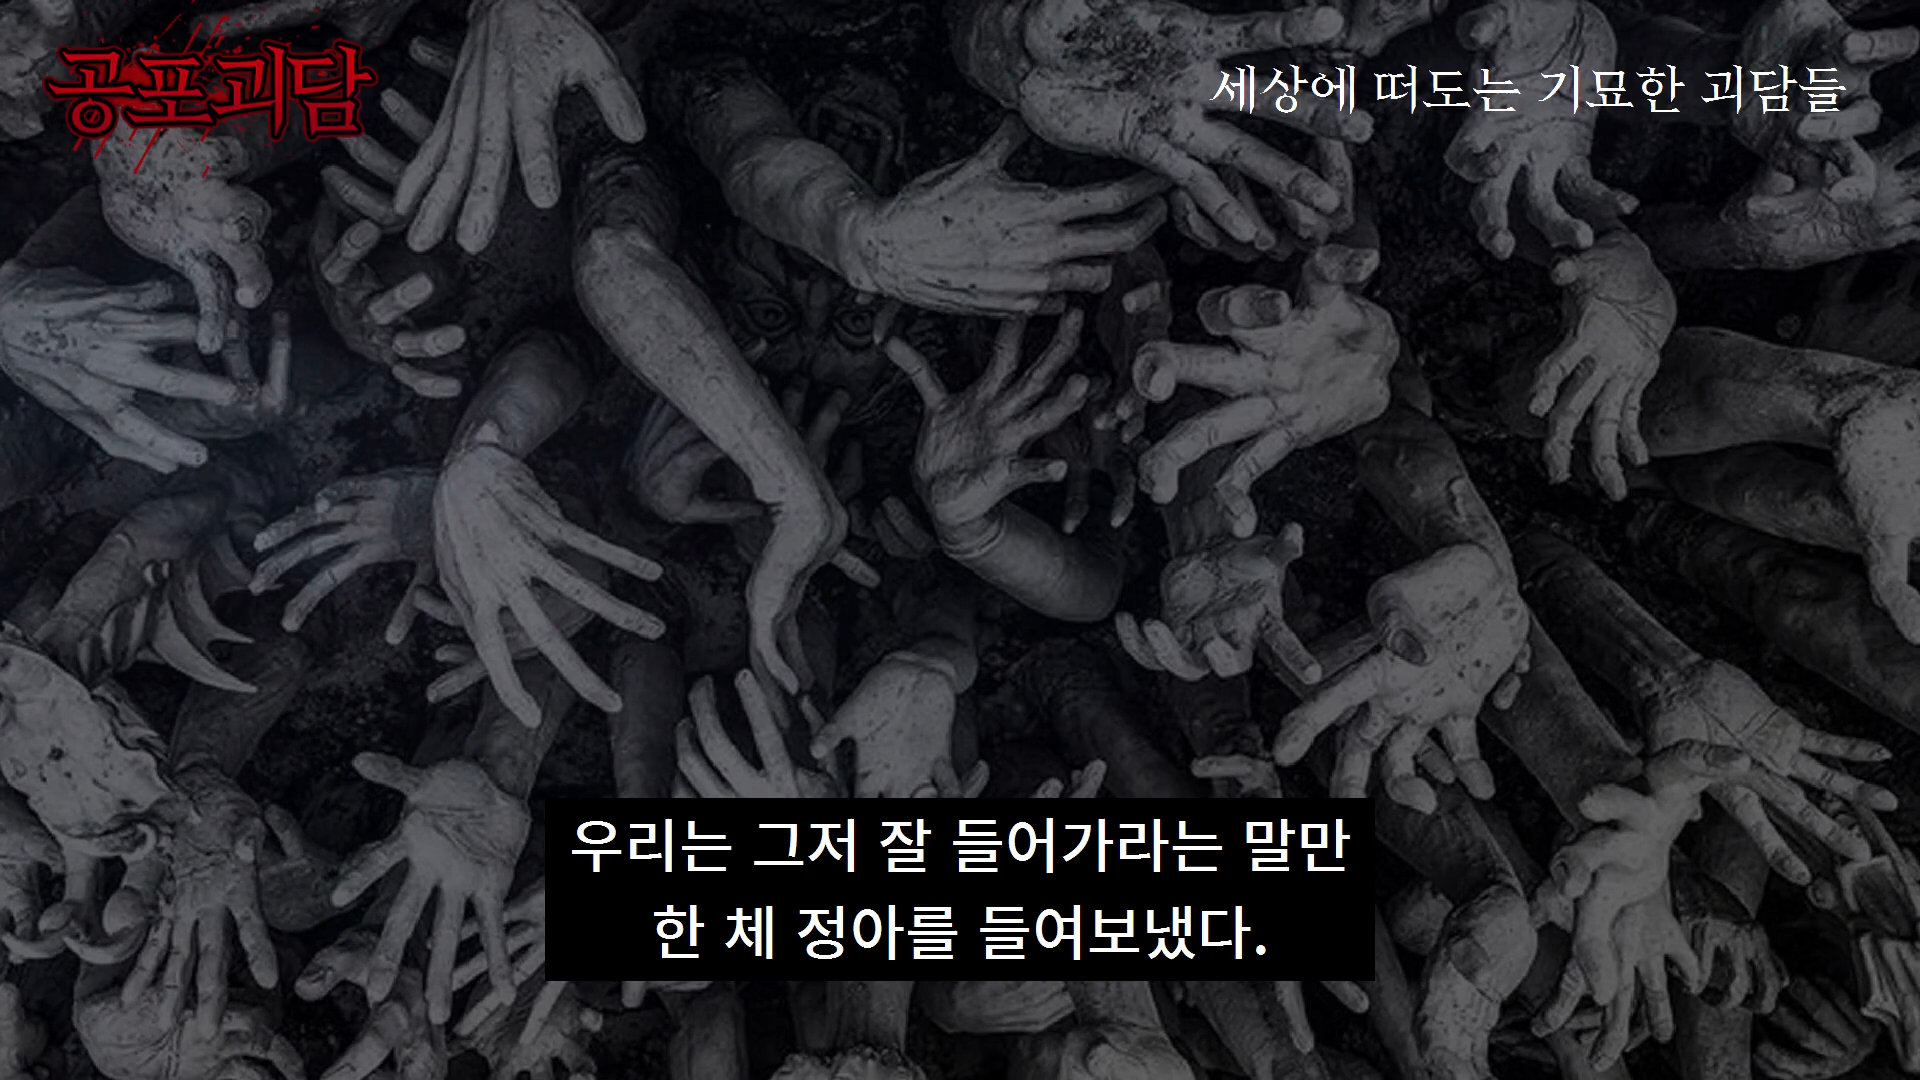 공포괴담
세상에 떠도는 기묘한 괴담들
우리는 그저 잘 들어가라는 말만
한 체 정아를 들여보냈다.